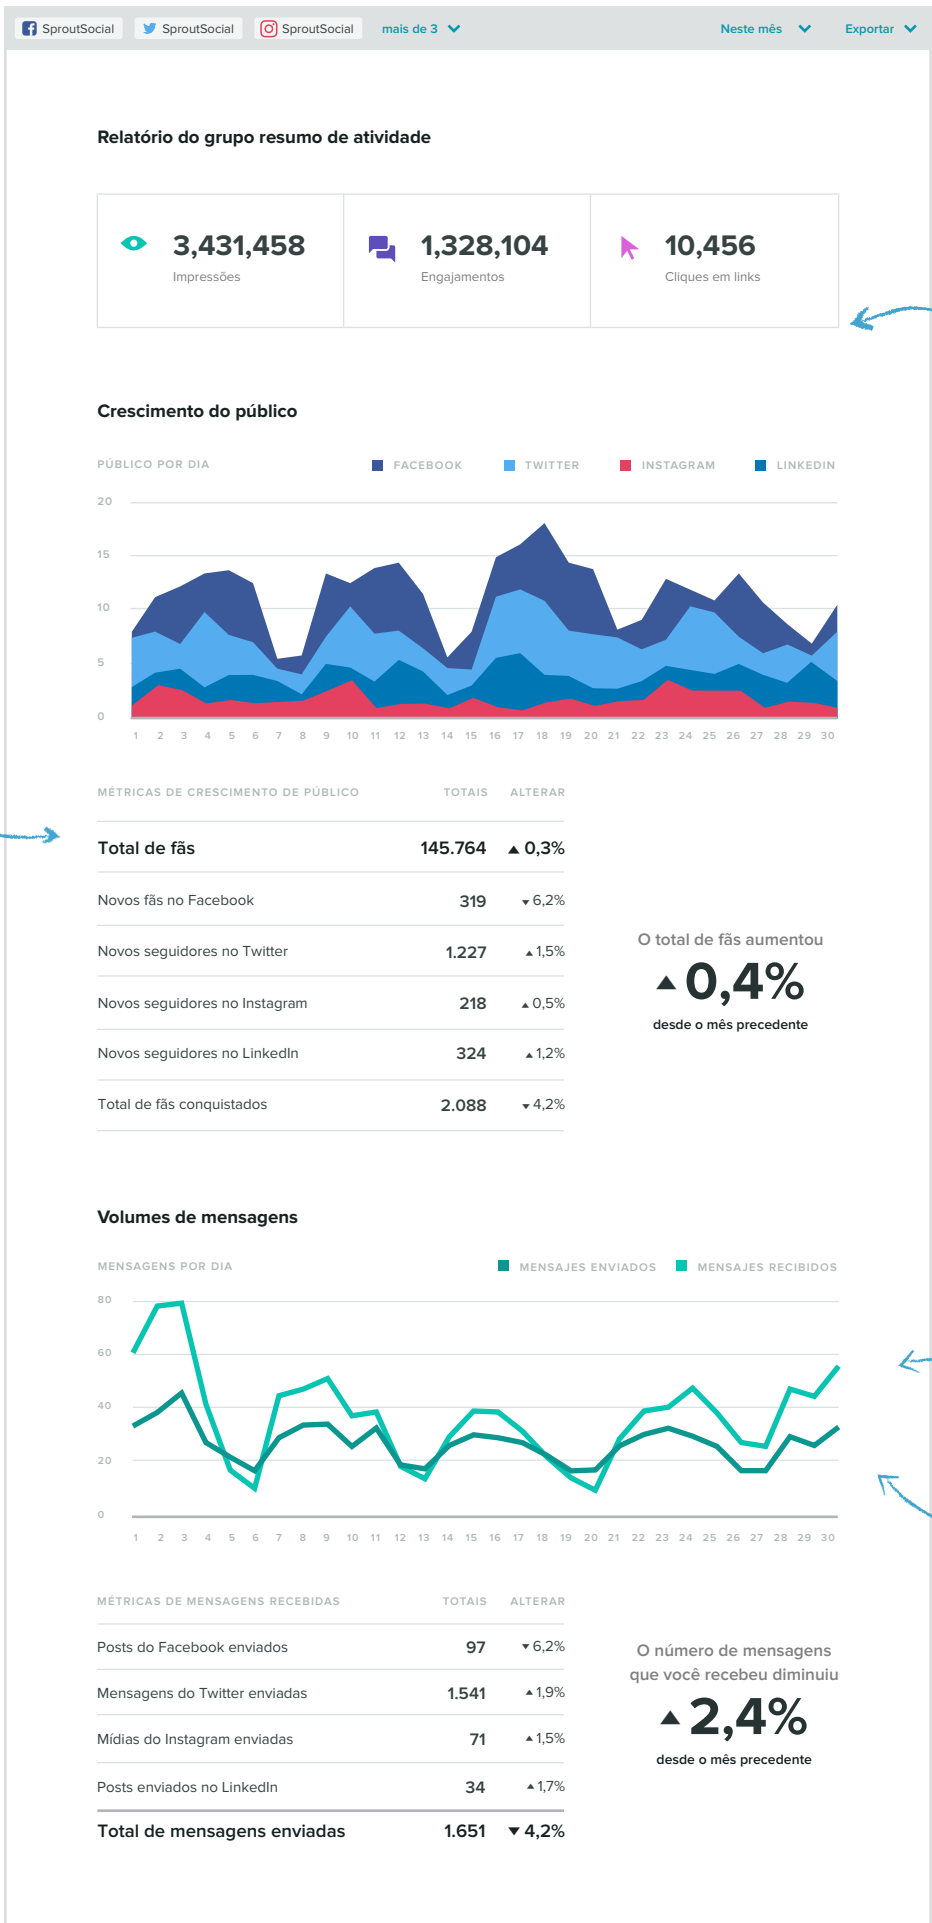 SproutSocial SproutSocial SproutSocial mais de 3 Neste mês Exportar
Relatório do grupo resumo de atividade
3,431,458 1,328,104 10,456
Impressões Engajamentos Cliques em links
Crescimento do público
PÚBLICO POR DIA FACEBOOK TWITTER INSTAGRAM LINKEDIN
20
15
10
5
0
1 2 3 4 5 6 7 8 9 10 11 12 13 14 15 16 17 18 19 20 21 22 23 24 25 26 27 28 29 30
MÉTRICAS DE CRESCIMENTO DE PÚBLICO TOTAIS ALTERAR
Total de fãs 145.764 ▲ 0,3%
Novos fãs no Facebook 319 ▼ 6,2%
Novos seguidores no Twitter 1.227 ▲ 1,5%
Novos seguidores no Instagram 218 ▲ 0,5%
Novos seguidores no LinkedIn 324 ▲ 1,2%
Total de fãs conquistados 2.088 ▼ 4,2%
O total de fãs aumentou
▲ 0,4%
desde o mês precedente
Volumes de mensagens
MENSAGENS POR DIA MENSAJES ENVIADOS MENSAJES RECIBIDOS
80
60
40
20
0
1 2 3 4 5 6 7 8 9 10 11 12 13 14 15 16 17 18 19 20 21 22 23 24 25 26 27 28 29 30
MÉTRICAS DE MENSAGENS RECEBIDAS TOTAIS ALTERAR
Posts do Facebook enviados 97 ▼ 6,2%
Mensagens do Twitter enviadas 1.541 ▲ 1,9%
Mídias do Instagram enviadas 71 ▲ 1,5%
Posts enviados no LinkedIn 34 ▲ 1,7%
Total de mensagens enviadas 1.651 ▼ 4,2%
O número de mensagens
que você recebeu diminuiu
▲ 2,4%
desde o mês precedente